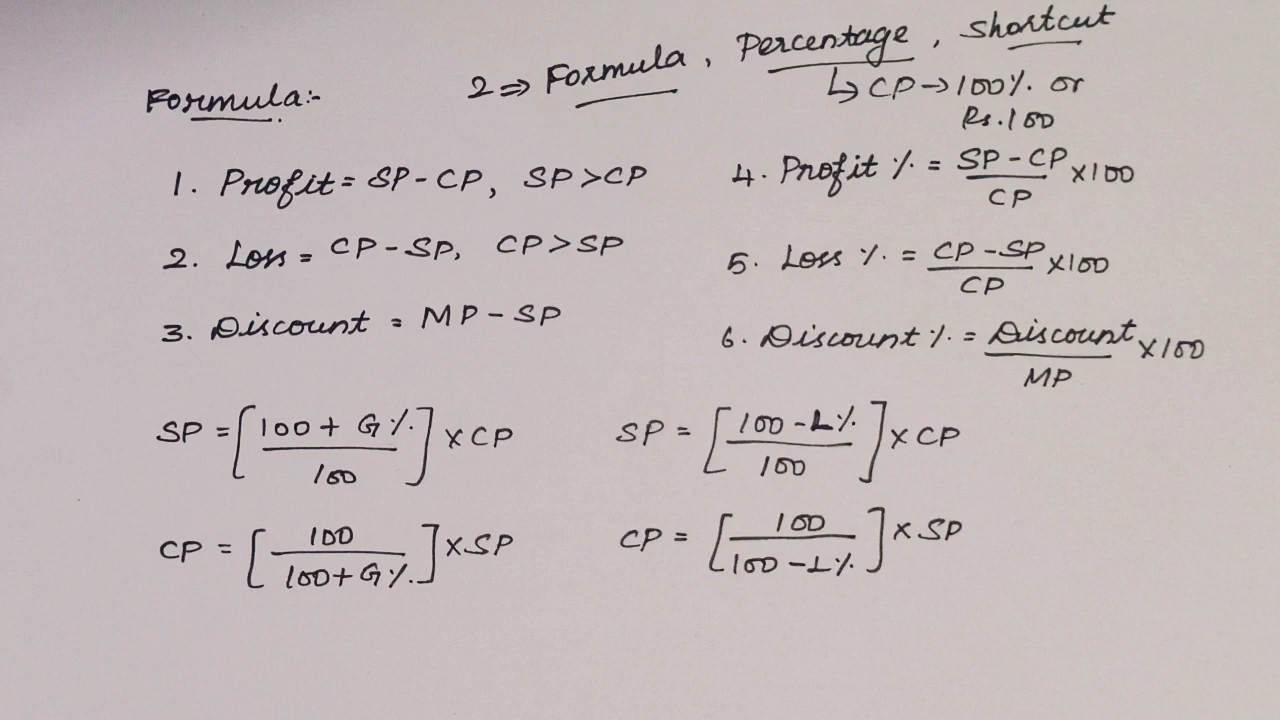 2 ⇒ Formula, Percentage, Shortcut
↳ CP → 100% or
Rs.100
Formula:-
1. Profit = SP - CP, SP > CP
2. Loss = CP - SP, CP > SP
3. Discount = MP - SP
4. Profit % = (SP - CP)/CP × 100
5. Loss % = (CP - SP)/CP × 100
6. Discount % = Discount/MP × 100
SP = [(100 + G%)/100] × CP
SP = [(100 - L%)/100] × CP
CP = [100/(100 + G%)] × SP
CP = [100/(100 - L%)] × SP